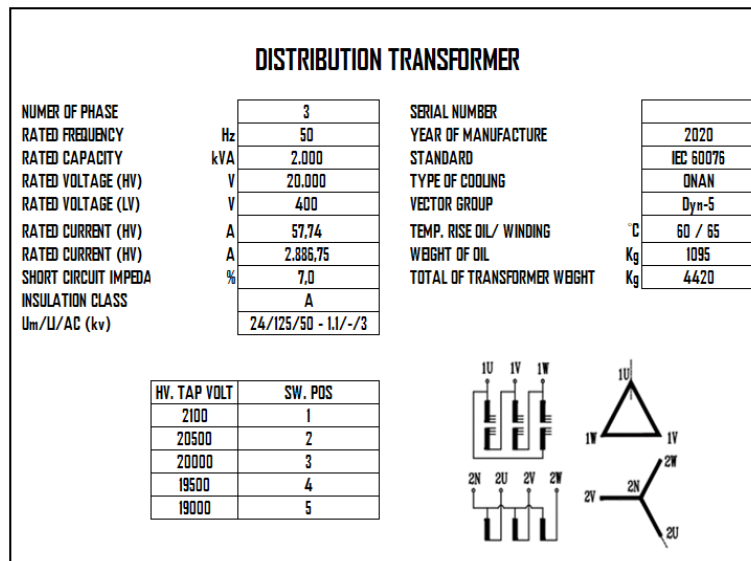 DISTRIBUTION TRANSFORMER
NUMER OF PHASE 3
RATED FREQUENCY Hz 50
RATED CAPACITY kVA 2.000
RATED VOLTAGE (HV) V 20.000
RATED VOLTAGE (LV) V 400
RATED CURRENT (HV) A 57,74
RATED CURRENT (HV) A 2.886,75
SHORT CIRCUIT IMPEDA % 7,0
INSULATION CLASS A
Um/LI/AC (kv) 24/125/50 - 1.1/-/3
SERIAL NUMBER
YEAR OF MANUFACTURE 2020
STANDARD IEC 60076
TYPE OF COOLING ONAN
VECTOR GROUP Dyn-5
TEMP. RISE OIL/ WINDING °C 60 / 65
WEIGHT OF OIL Kg 1095
TOTAL OF TRANSFORMER WEIGHT Kg 4420
HV. TAP VOLT SW. POS
2100 1
20500 2
20000 3
19500 4
19000 5
1U 1V 1W
2N 2U 2V 2W
1U
1W 1V
2W
2V 2N
2U